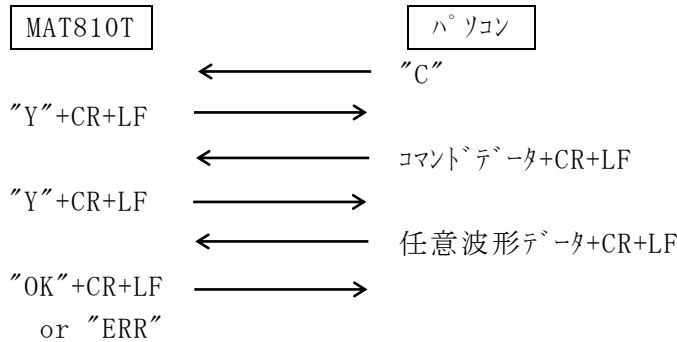 MAT810T ﾊﾟｿｺﾝ
"C"
"Y"+CR+LF
ｺﾏﾝﾄﾞﾃﾞｰﾀ+CR+LF
"Y"+CR+LF
任意波形ﾃﾞｰﾀ+CR+LF
"OK"+CR+LF
or "ERR"